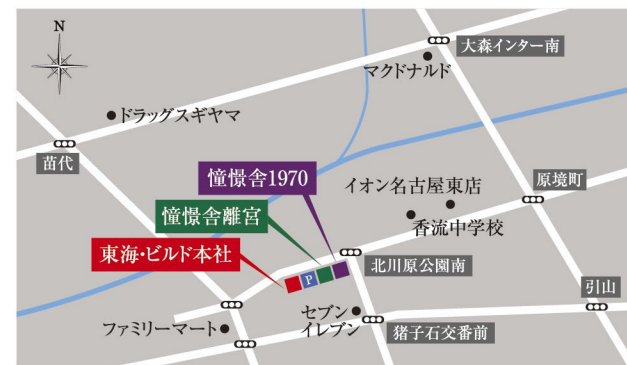 N
大森インター南
マクドナルド
ドラッグスギヤマ
苗代
憧憬舎1970
イオン名古屋東店
原境町
憧憬舎離宮
香流中学校
東海・ビルド本社
北川原公園南
P
引山
セブン
イレブン
ファミリーマート
猪子石交番前